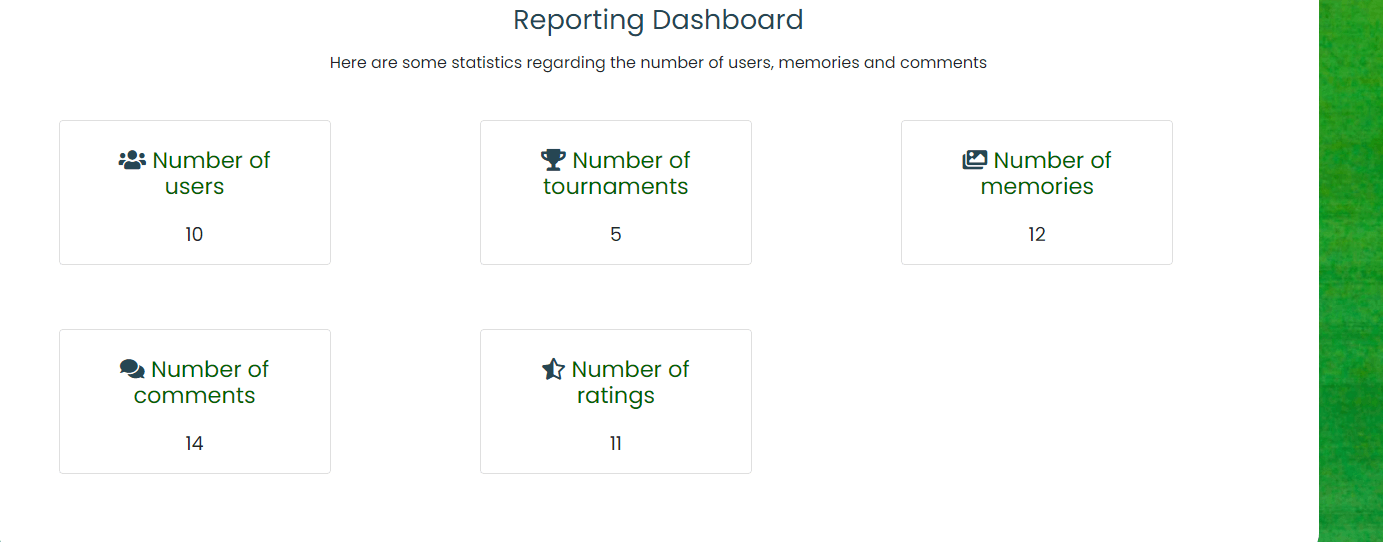 Reporting Dashboard
Here are some statistics regarding the number of users, memories and comments
Number of
users
10
Number of
tournaments
5
Number of
memories
12
Number of
comments
14
Number of
ratings
11